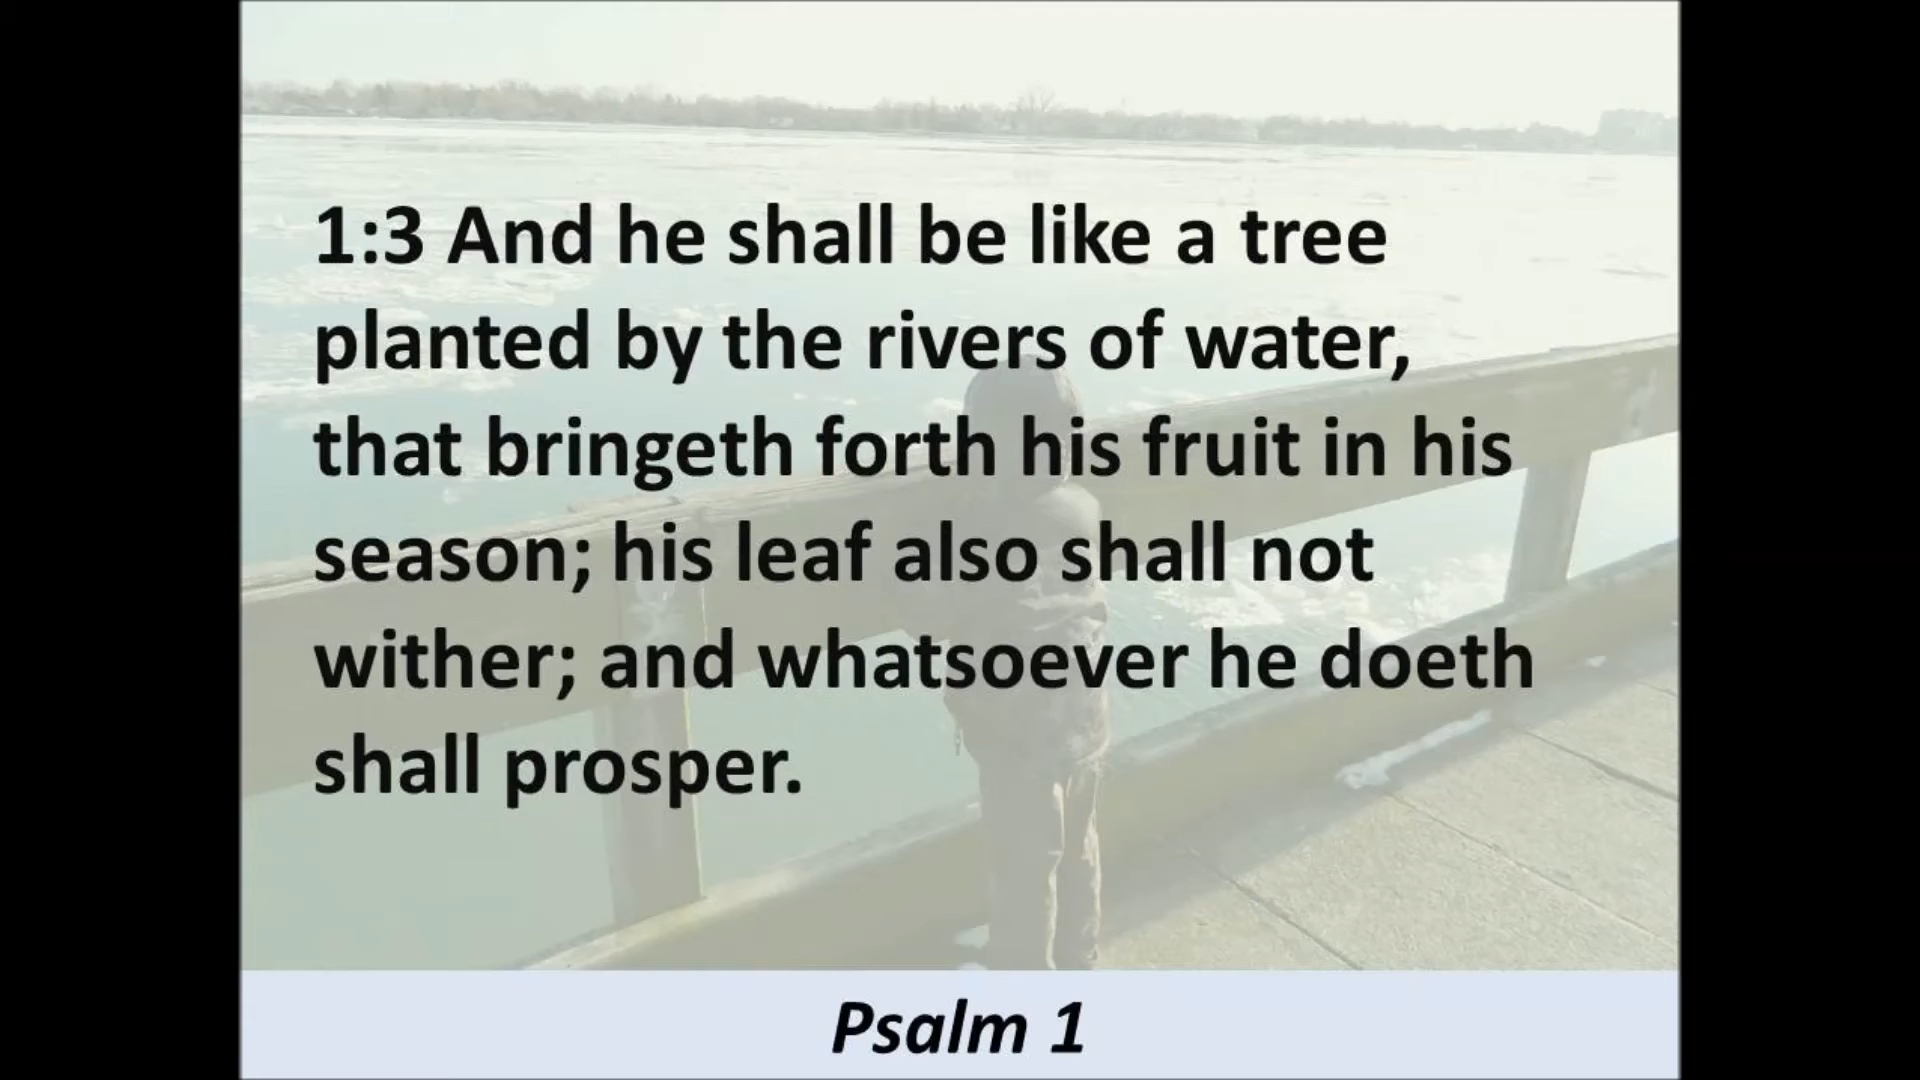 1:3 And he shall be like a tree
planted by the rivers of water,
that bringeth forth his fruit in his
season; his leaf also shall not
wither; and whatsoever he doeth
shall prosper.
Psalm 1